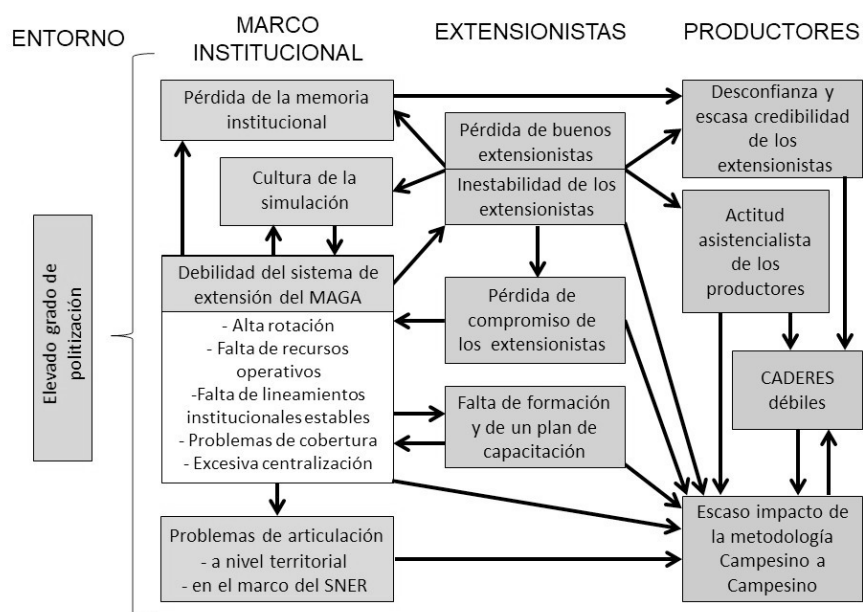 ENTORNO
MARCO
INSTITUCIONAL
EXTENSIONISTAS
PRODUCTORES
Elevado grado de
politización
Pérdida de la memoria
institucional
Cultura de la
simulación
Debilidad del sistema de
extensión del MAGA
- Alta rotación
- Falta de recursos
operativos
-Falta de lineamientos
institucionales estables
- Problemas de cobertura
- Excesiva centralización
Problemas de articulación
- a nivel territorial
- en el marco del SNER
Pérdida de buenos
extensionistas
Inestabilidad de los
extensionistas
Pérdida de
compromiso de
los extensionistas
Falta de formación
y de un plan de
capacitación
Desconfianza y
escasa credibilidad
de los
extensionistas
Actitud
asistencialista
de los
productores
CADERES
débiles
Escaso impacto de
la metodología
Campesino a
Campesino